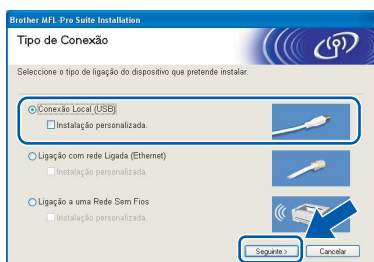 Brother MFL-Pro Suite Installation
Tipo de Conexão
Seleccione o tipo de ligação do dispositivo que pretende instalar.
Conexão Local (USB)
Instalação personalizada.
Ligação com rede Ligada (Ethernet)
Instalação personalizada.
Ligação a uma Rede Sem Fios
Instalação personalizada.
Seguinte > Cancelar